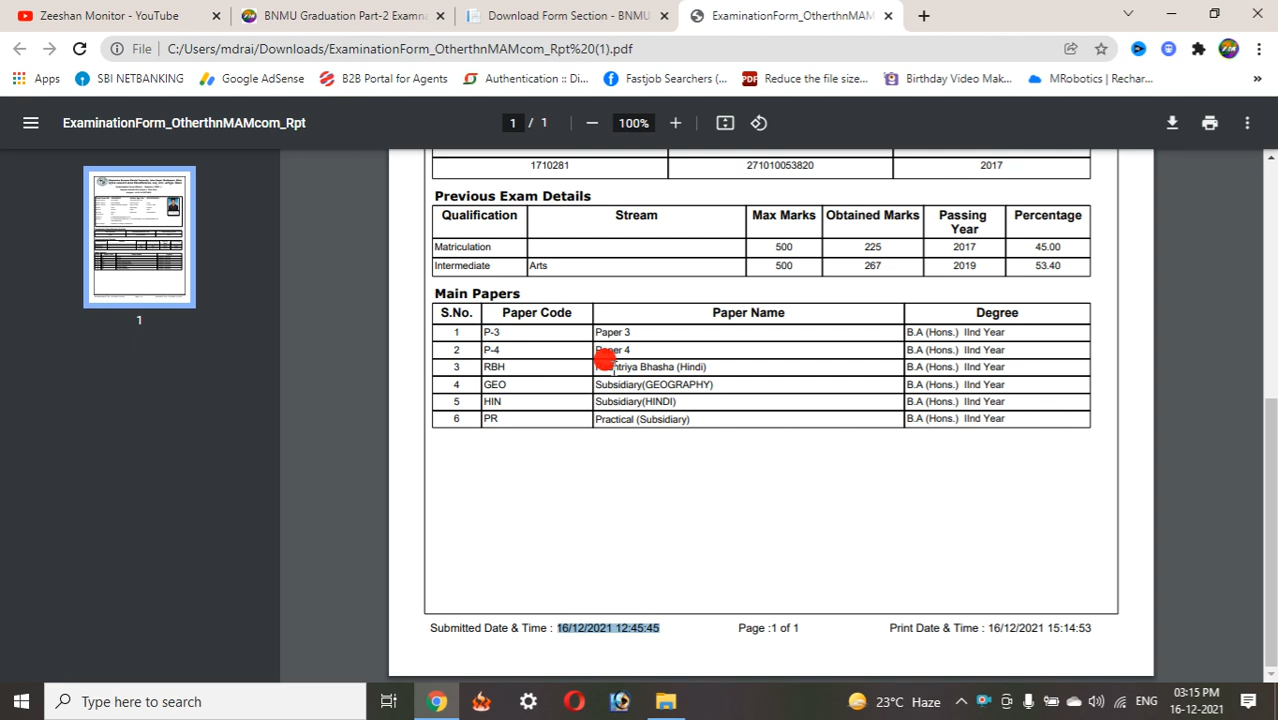 Zeeshan Monitor - YouTube
BNMU Graduation Part-2 Examna
Download Form Section - BNMU
ExaminationForm_OtherthnMAM
File C:/Users/mdrai/Downloads/ExaminationForm_OtherthnMAMcom_Rpt%20(1).pdf
Apps SBI NETBANKING Google AdSense B2B Portal for Agents Authentication :: Di... Fastjob Searchers (... PDF Reduce the file size... Birthday Video Mak... MRobotics | Rechar... »
ExaminationForm_OtherthnMAMcom_Rpt 1 / 1 100%
1
1710281 271010053820 2017
Previous Exam Details
Qualification Stream Max Marks Obtained Marks Passing Year Percentage
Matriculation 500 225 2017 45.00
Intermediate Arts 500 267 2019 53.40
Main Papers
S.No. Paper Code Paper Name Degree
1 P-3 Paper 3 B.A (Hons.) IInd Year
2 P-4 4 B.A (Hons.) IInd Year
3 RBH Bhasha (Hindi) B.A (Hons.) IInd Year
4 GEO Subsidiary(GEOGRAPHY) B.A (Hons.) IInd Year
5 HIN Subsidiary(HINDI) B.A (Hons.) IInd Year
6 PR Practical (Subsidiary) B.A (Hons.) IInd Year
Submitted Date & Time : 16/12/2021 12:45:45 Page :1 of 1 Print Date & Time : 16/12/2021 15:14:53
Type here to search 23°C Haze ENG 03:15 PM
16-12-2021